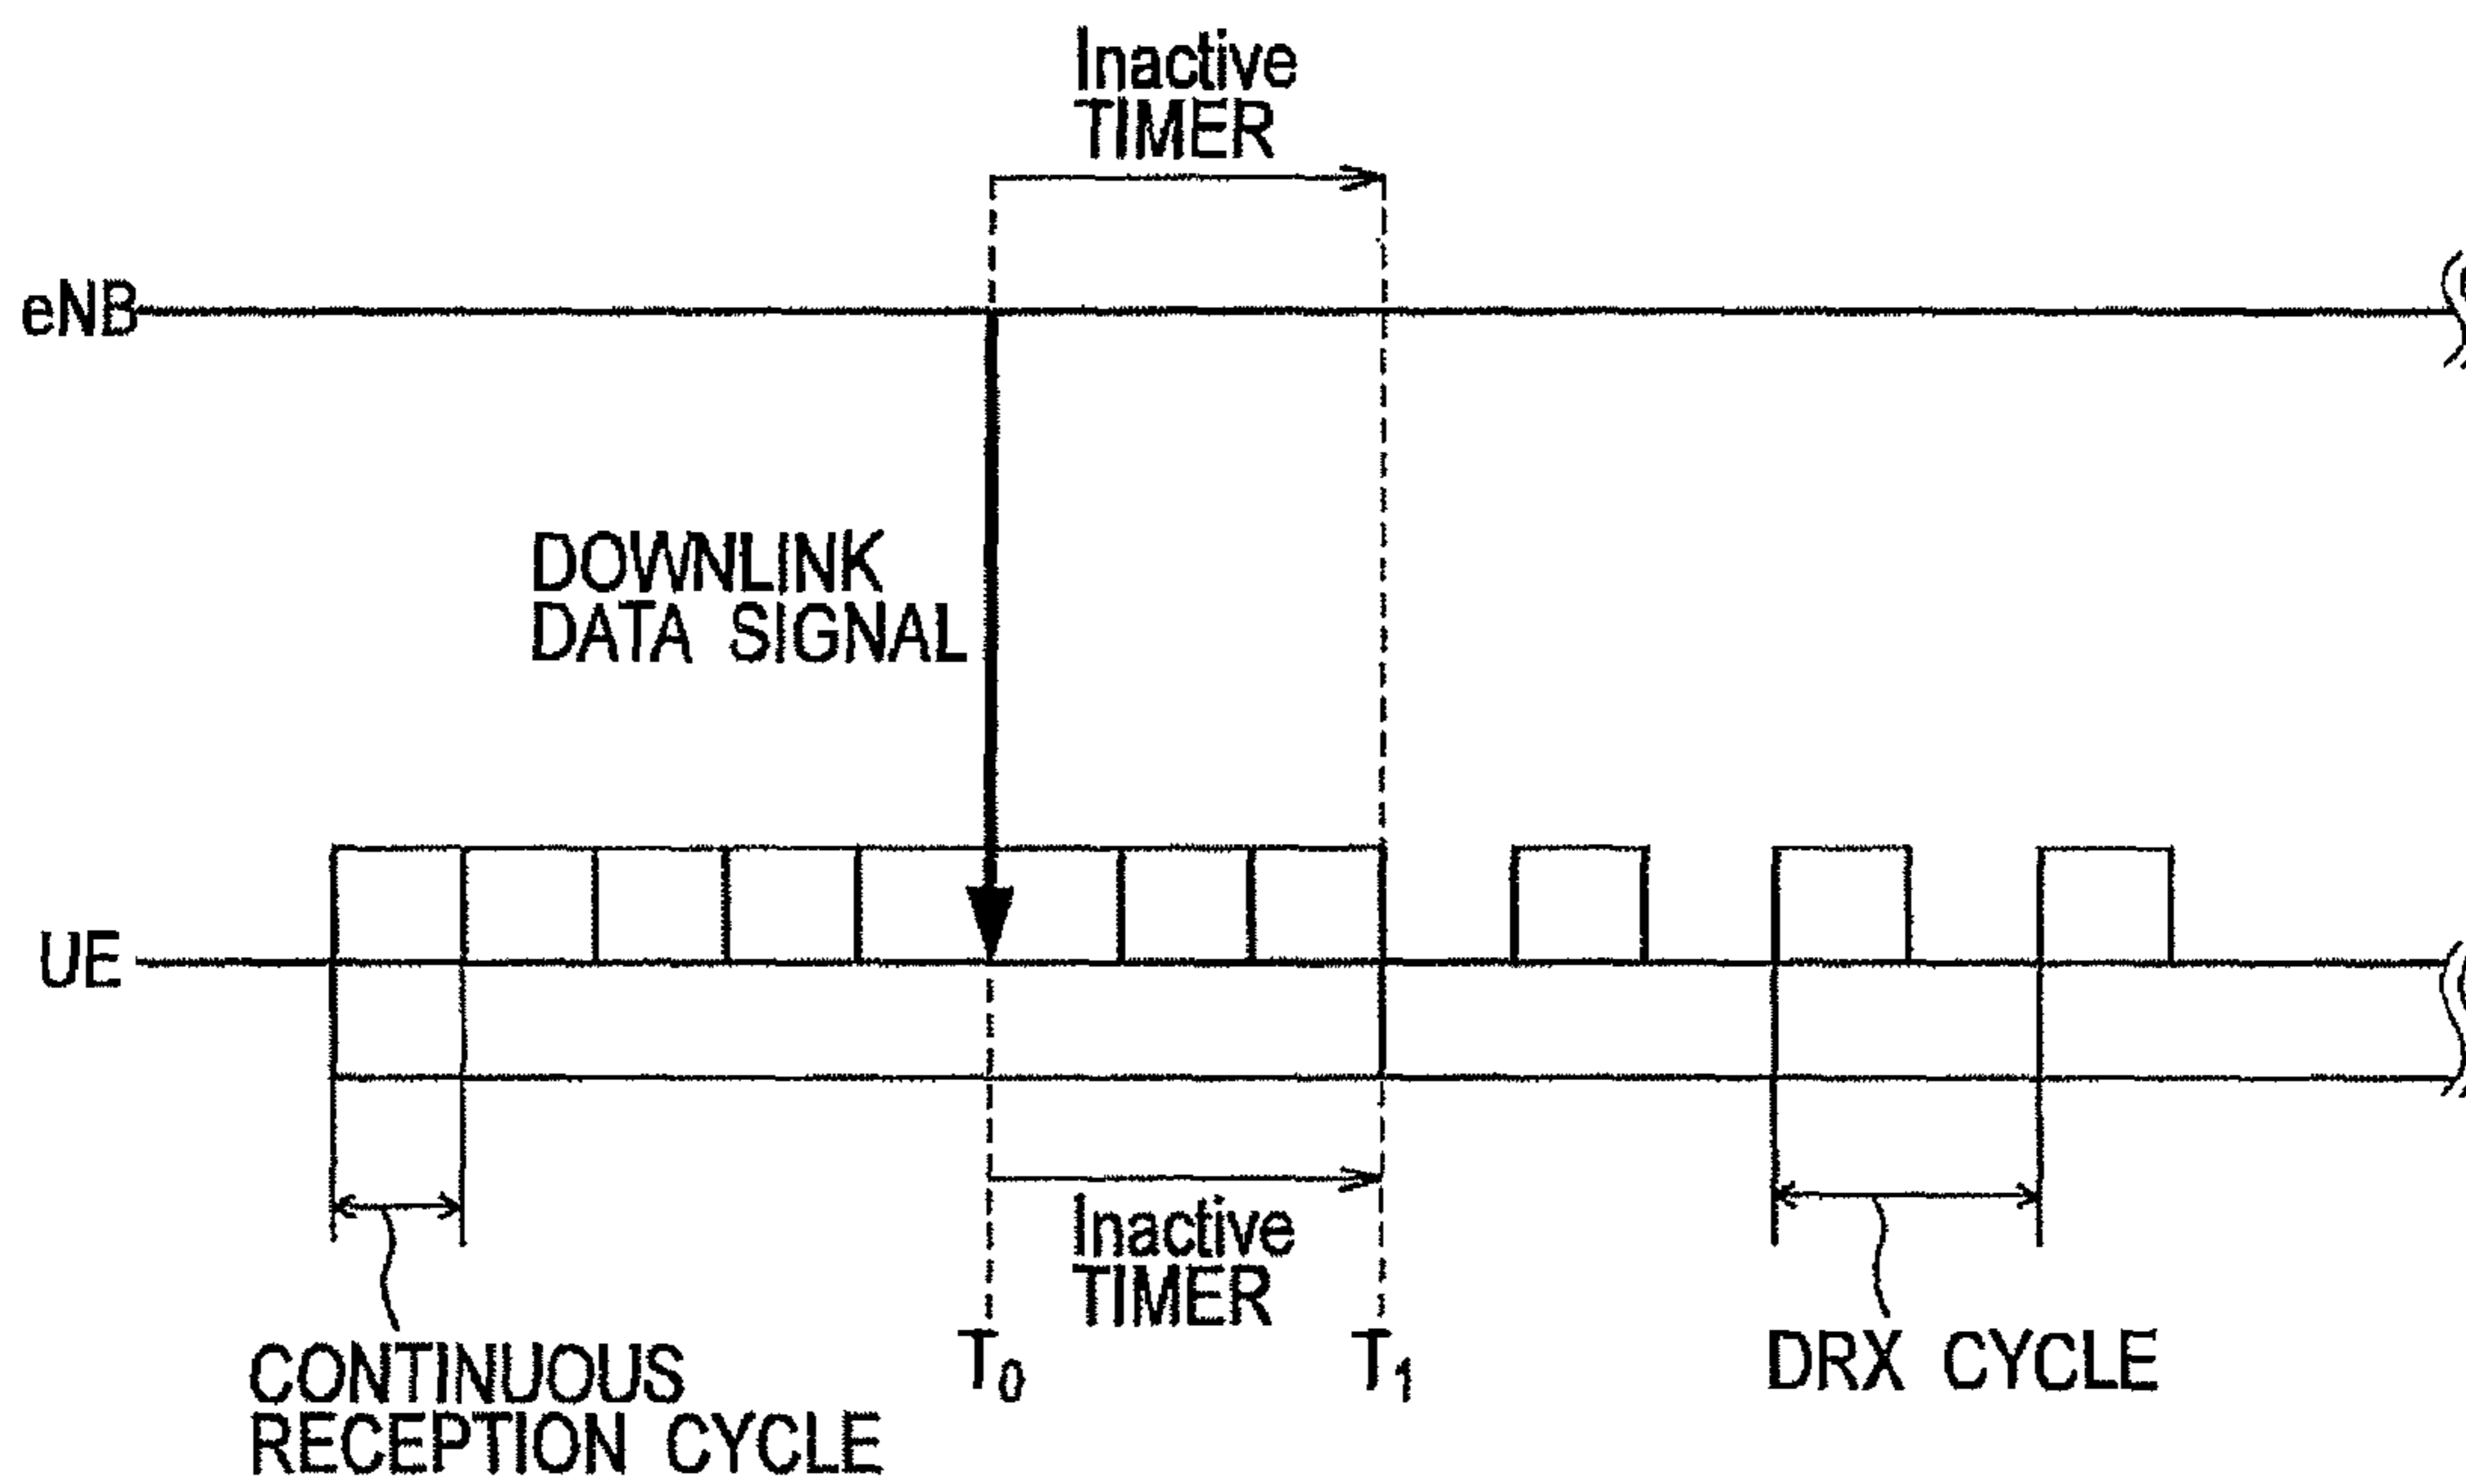 Inactive
TIMER
eNB
DOWNLINK
DATA SIGNAL
UE
Inactive
TIMER
T₀
T₁
CONTINUOUS
RECEPTION CYCLE
DRX CYCLE